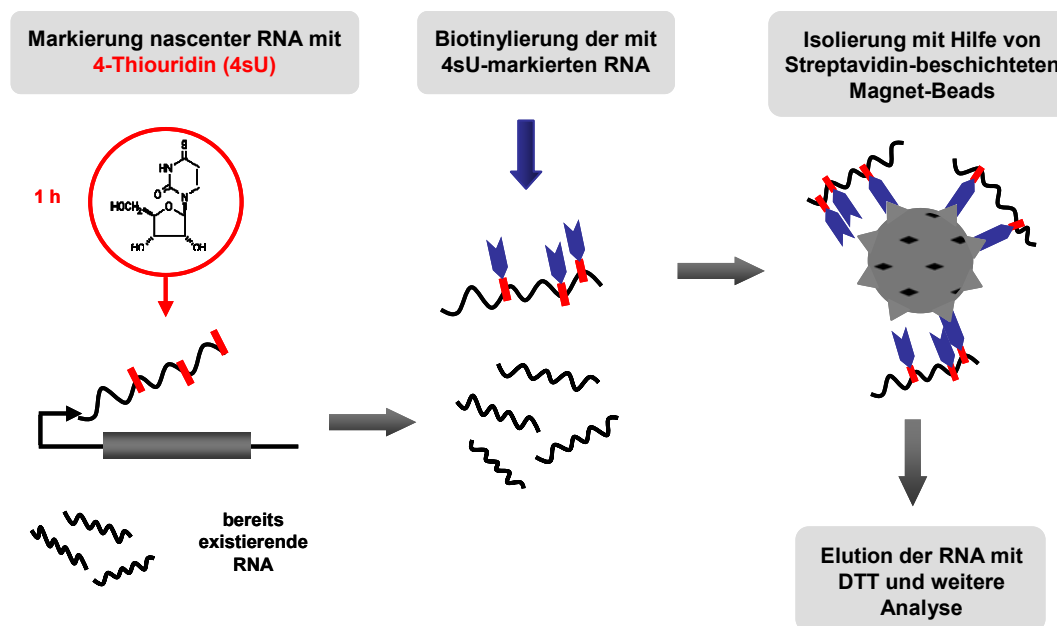 Markierung nascenter RNA mit
4-Thiouridin (4sU)
Biotinylierung der mit
4sU-markierten RNA
Isolierung mit Hilfe von
Streptavidin-beschichteten
Magnet-Beads
1 h
HN
O
N
HOCH2
O
HO
OH
bereits
existierende
RNA
Elution der RNA mit
DTT und weitere
Analyse